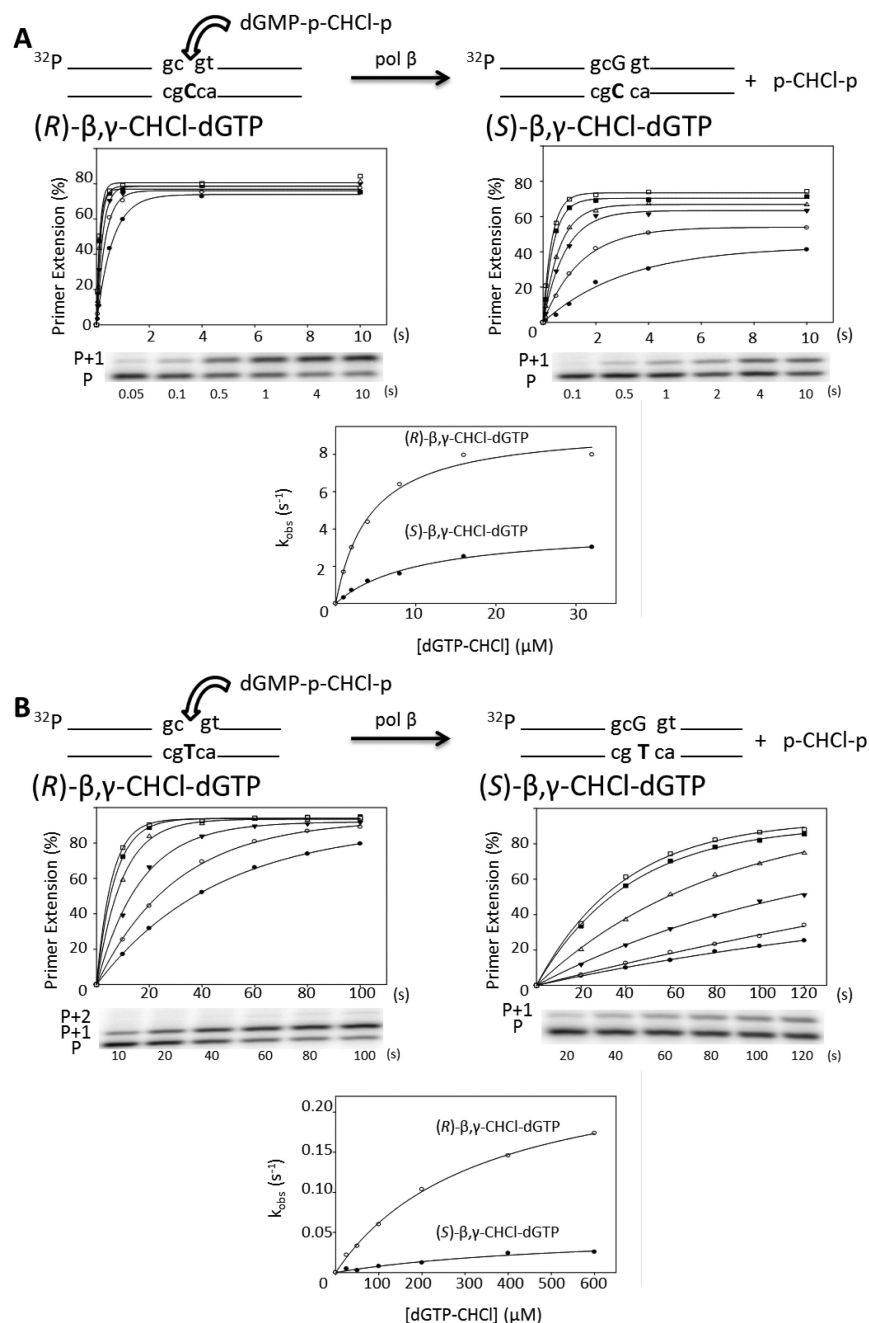 A
dGMP-p-CHCl-p
32P gc gt
cgCca
pol β
32P gcG gt
cgC ca
+ p-CHCl-p
(R)-β,γ-CHCl-dGTP
Primer Extension (%)
80
60
40
20
0
2 4 6 8 10 (s)
P+1
P
0.05 0.1 0.5 1 4 10 (s)
(S)-β,γ-CHCl-dGTP
Primer Extension (%)
80
60
40
20
0
2 4 6 8 10 (s)
P+1
P
0.1 0.5 1 2 4 10 (s)
kobs (s⁻¹)
8
6
4
2
0
(R)-β,γ-CHCl-dGTP
(S)-β,γ-CHCl-dGTP
10 20 30
[dGTP-CHCl] (μM)
B
dGMP-p-CHCl-p
32P gc gt
cgTca
pol β
32P gcG gt
cg T ca
+ p-CHCl-p
(R)-β,γ-CHCl-dGTP
Primer Extension (%)
80
60
40
20
0
20 40 60 80 100 (s)
P+2
P+1
P
10 20 40 60 80 100 (s)
(S)-β,γ-CHCl-dGTP
Primer Extension (%)
80
60
40
20
0
20 40 60 80 100 120 (s)
P+1
P
20 40 60 80 100 120 (s)
kobs (s⁻¹)
0.20
0.15
0.10
0.05
0
(R)-β,γ-CHCl-dGTP
(S)-β,γ-CHCl-dGTP
100 200 300 400 500 600
[dGTP-CHCl] (μM)